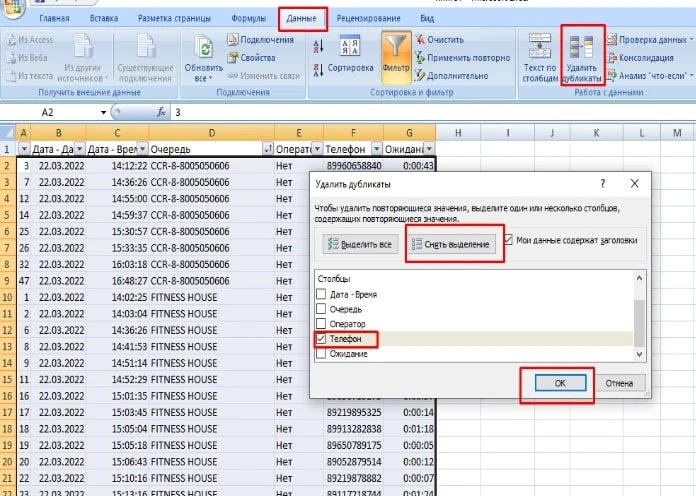 Главная Вставка Разметка страницы Формулы Данные Рецензирование Вид
Из Access
Из Веба
Из текста
Из других источников
Существующие подключения
Получить внешние данные
Обновить все
Подключения
Свойства
Изменить связи
Подключения
Сортировка
Фильтр
Очистить
Применить повторно
Дополнительно
Сортировка и фильтр
Текст по столбцам
Удалить дубликаты
Проверка данных
Консолидация
Анализ "что-если"
Работа с данными
A2 fx 3
A B C D E F G H I J K L M
1 Дата - Да Дата - Врем Очередь Операто Телефон Ожидани
2 3 22.03.2022 14:12:22 CCR-8-8005050606 Нет 89960658840 0:00:43
3 7 22.03.2022 14:36:26 CCR-8-8005050606 Нет
4 12 22.03.2022 14:55:00 CCR-8-8005050606 Нет
5 14 22.03.2022 14:59:37 CCR-8-8005050606 Нет
6 25 22.03.2022 15:30:57 CCR-8-8005050606 Нет
7 26 22.03.2022 15:33:35 CCR-8-8005050606 Нет
8 32 22.03.2022 16:03:18 CCR-8-8005050606 Нет
9 47 22.03.2022 16:48:27 CCR-8-8005050606 Нет
10 1 22.03.2022 14:02:25 FITNESS HOUSE Нет
11 2 22.03.2022 14:03:04 FITNESS HOUSE Нет
12 6 22.03.2022 14:36:26 FITNESS HOUSE Нет
13 8 22.03.2022 14:41:53 FITNESS HOUSE Нет
14 9 22.03.2022 14:51:14 FITNESS HOUSE Нет
15 11 22.03.2022 14:52:29 FITNESS HOUSE Нет
16 16 22.03.2022 15:01:35 FITNESS HOUSE Нет
17 17 22.03.2022 15:03:45 FITNESS HOUSE Нет 89219895325 0:00:14
18 18 22.03.2022 15:05:04 FITNESS HOUSE Нет 89913282838 0:01:18
19 19 22.03.2022 15:05:18 FITNESS HOUSE Нет 89650789175 0:00:05
20 20 22.03.2022 15:06:43 FITNESS HOUSE Нет 89052879514 0:00:12
21 22 22.03.2022 15:10:16 FITNESS HOUSE Нет 89219878882 0:00:07
22 23 22.03.2022 15:13:16 FITNESS HOUSE Нет 89117218744 0:01:24
Удалить дубликаты
Чтобы удалить повторяющиеся значения, выделите один или несколько столбцов,
содержащих повторяющиеся значения.
Выделить все Снять выделение Мои данные содержат заголовки
Столбцы
Дата - Время
Очередь
Оператор
Телефон
Ожидание
ОК Отмена